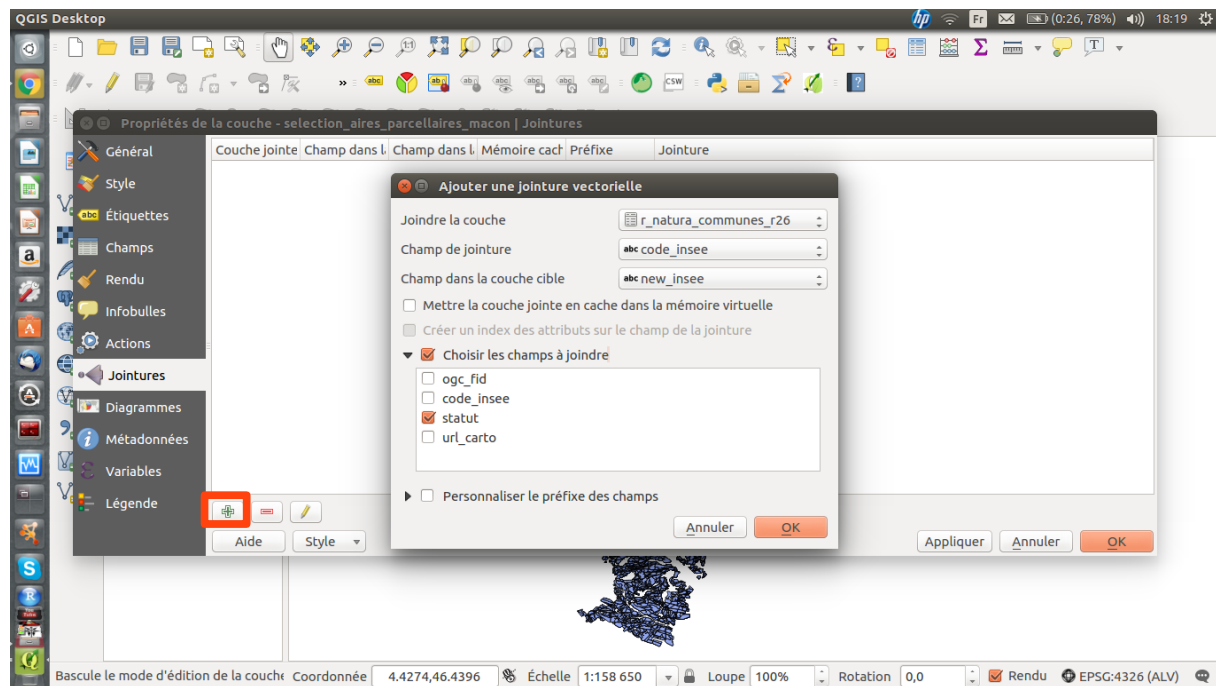 QGIS Desktop
Fr
(0:26, 78%)
18:19
abc
CSW
Propriétés de la couche - selection_aires_parcellaires_macon | Jointures
Général
Style
Étiquettes
Champs
Rendu
Infobulles
Actions
Jointures
Diagrammes
Métadonnées
Variables
Légende
Couche jointe Champ dans l Champ dans l Mémoire cach Préfixe Jointure
Ajouter une jointure vectorielle
Joindre la couche r_natura_communes_r26
Champ de jointure abc code_insee
Champ dans la couche cible abc new_insee
Mettre la couche jointe en cache dans la mémoire virtuelle
Créer un index des attributs sur le champ de la jointure
Choisir les champs à joindre
ogc_fid
code_insee
statut
url_carto
Personnaliser le préfixe des champs
Annuler OK
Aide Style Appliquer Annuler OK
Bascule le mode d'édition de la couche Coordonnée 4.4274,46.4396 Échelle 1:158 650 Loupe 100% Rotation 0,0 Rendu EPSG:4326 (ALV)